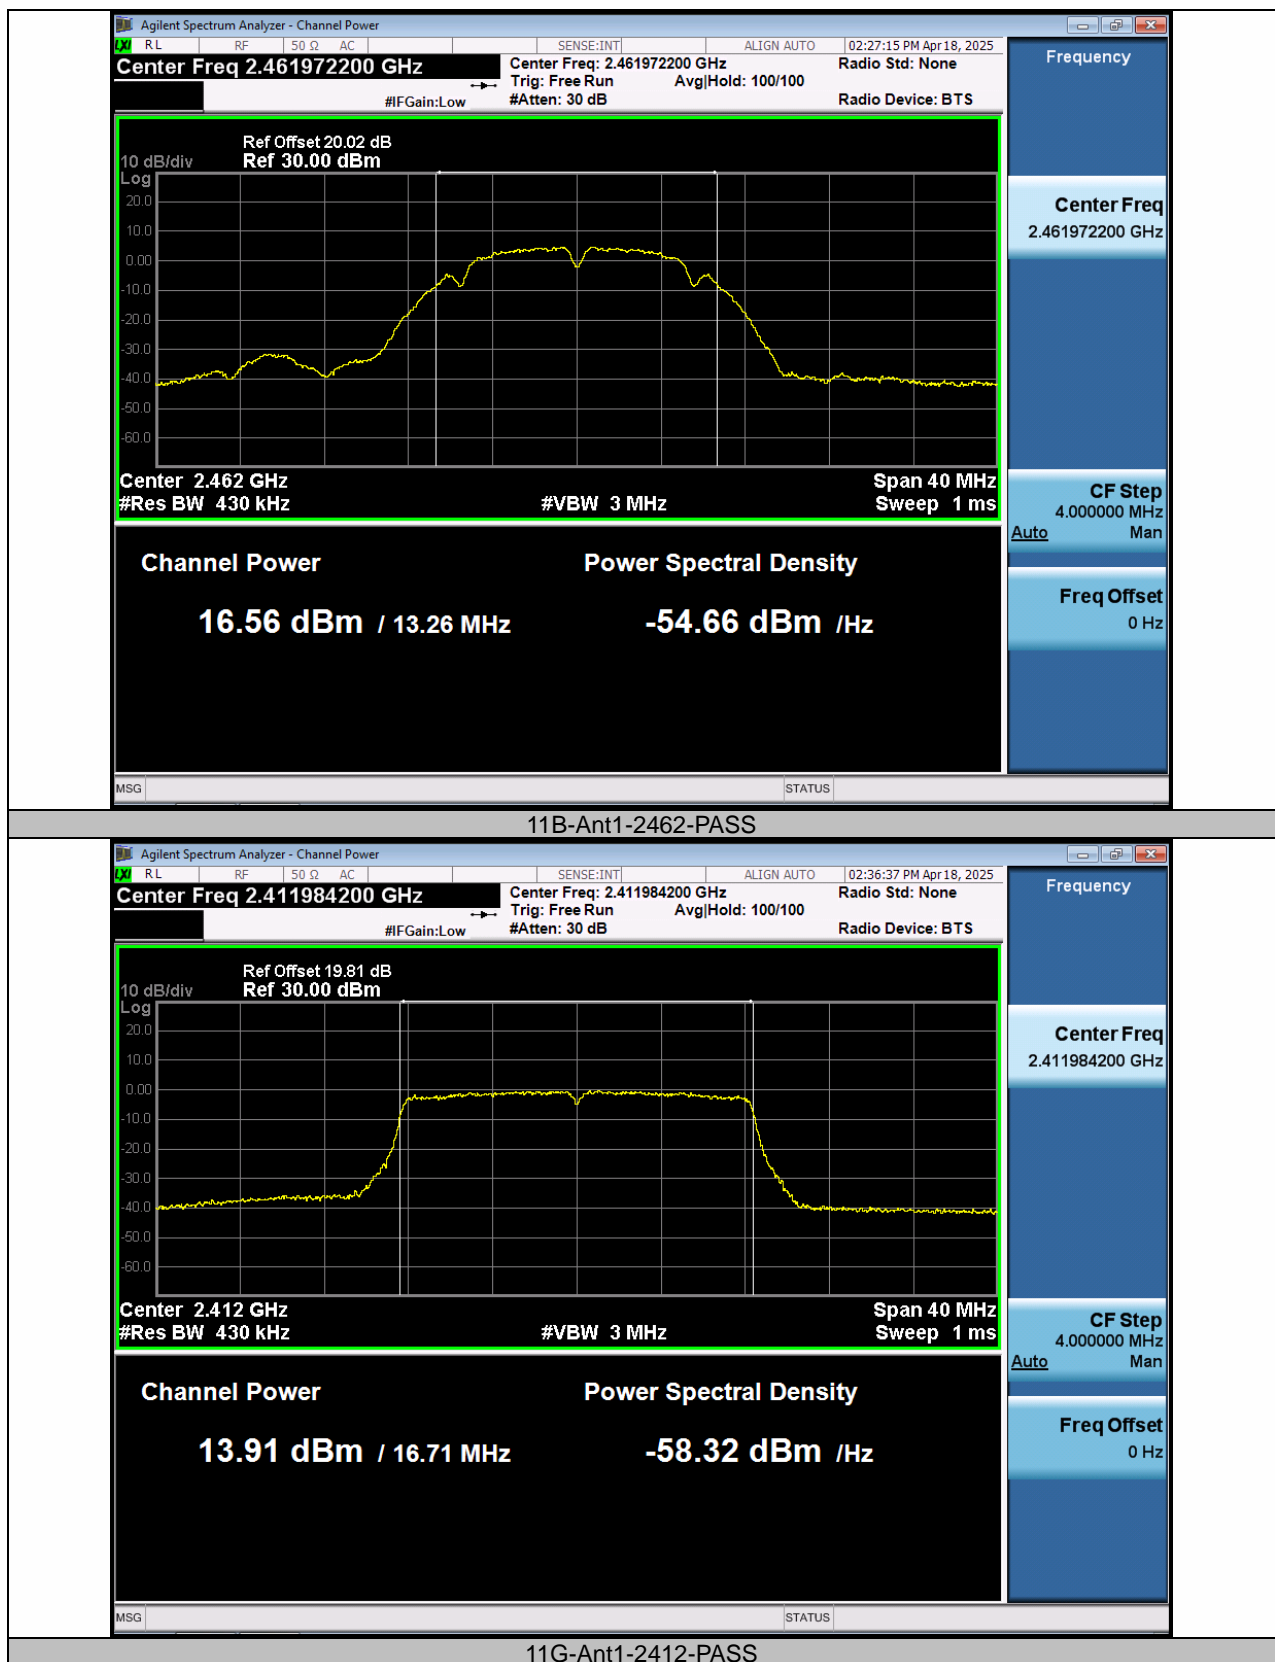 Agilent Spectrum Analyzer - Channel Power
LXI RL RF 50 Ω AC SENSE:INT ALIGN AUTO 02:27:15 PM Apr 18, 2025
Center Freq 2.461972200 GHz
Center Freq: 2.461972200 GHz Radio Std: None
Trig: Free Run Avg|Hold: 100/100
#IFGain:Low #Atten: 30 dB Radio Device: BTS
Frequency
Ref Offset 20.02 dB
10 dB/div Ref 30.00 dBm
Log
20.0
10.0
0.00
-10.0
-20.0
-30.0
-40.0
-50.0
-60.0
Center 2.462 GHz Span 40 MHz
#Res BW 430 kHz #VBW 3 MHz Sweep 1 ms
Center Freq
2.461972200 GHz
CF Step
4.000000 MHz
Auto Man
Freq Offset
0 Hz
Channel Power Power Spectral Density
16.56 dBm / 13.26 MHz -54.66 dBm /Hz
MSG STATUS
11B-Ant1-2462-PASS
Agilent Spectrum Analyzer - Channel Power
LXI RL RF 50 Ω AC SENSE:INT ALIGN AUTO 02:36:37 PM Apr 18, 2025
Center Freq 2.411984200 GHz
Center Freq: 2.411984200 GHz Radio Std: None
Trig: Free Run Avg|Hold: 100/100
#IFGain:Low #Atten: 30 dB Radio Device: BTS
Frequency
Ref Offset 19.81 dB
10 dB/div Ref 30.00 dBm
Log
20.0
10.0
0.00
-10.0
-20.0
-30.0
-40.0
-50.0
-60.0
Center 2.412 GHz Span 40 MHz
#Res BW 430 kHz #VBW 3 MHz Sweep 1 ms
Center Freq
2.411984200 GHz
CF Step
4.000000 MHz
Auto Man
Freq Offset
0 Hz
Channel Power Power Spectral Density
13.91 dBm / 16.71 MHz -58.32 dBm /Hz
MSG STATUS
11G-Ant1-2412-PASS